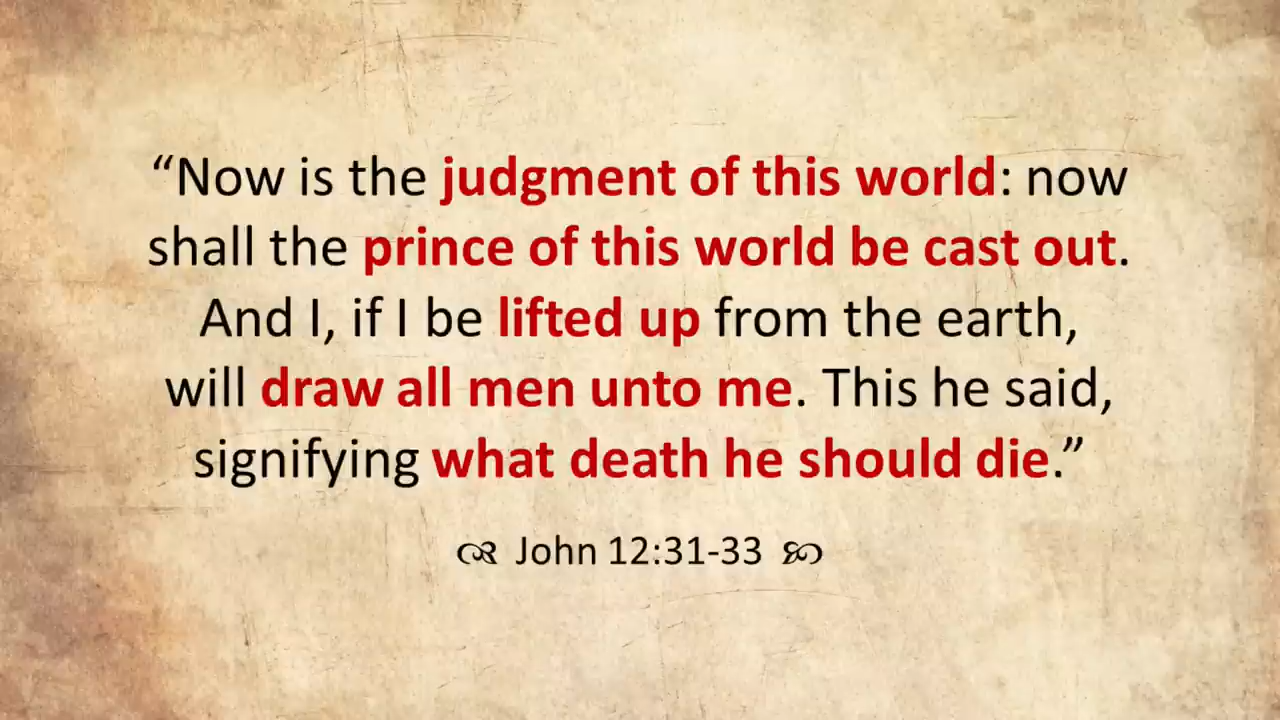 “Now is the judgment of this world: now
shall the prince of this world be cast out.
And I, if I be lifted up from the earth,
will draw all men unto me. This he said,
signifying what death he should die.”
John 12:31-33